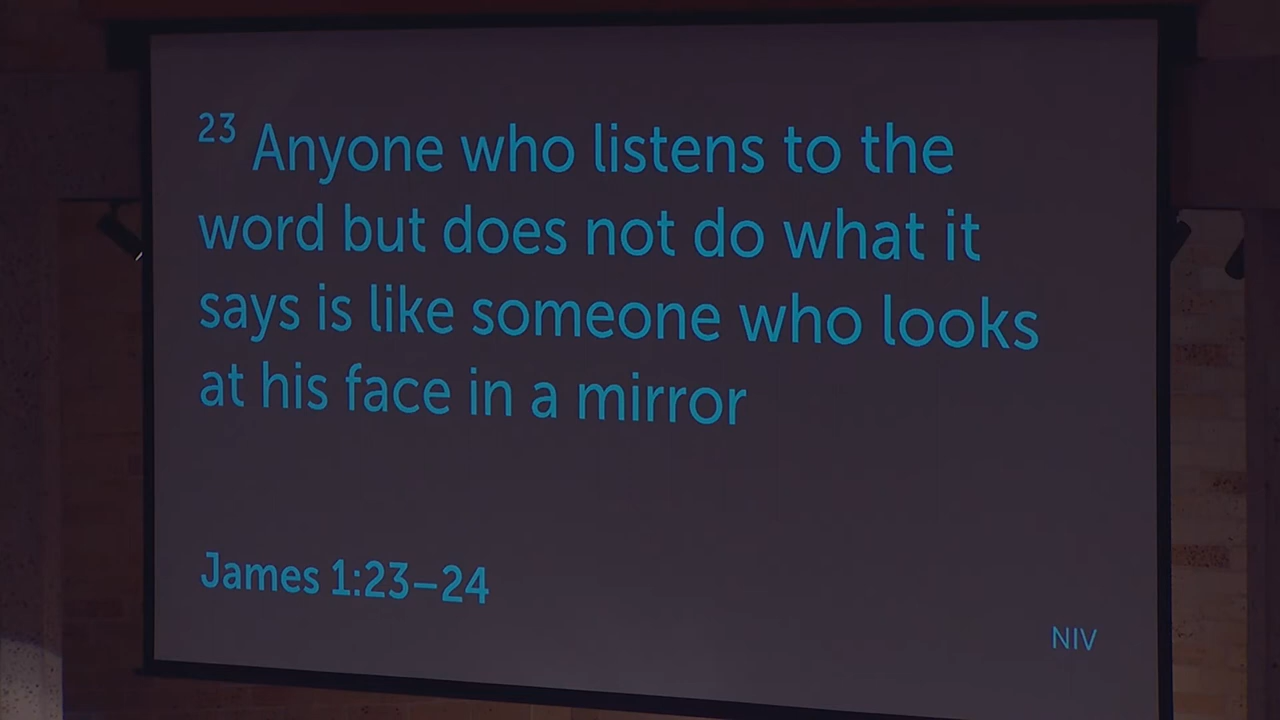 23 Anyone who listens to the
word but does not do what it
says is like someone who looks
at his face in a mirror
James 1:23–24
NIV